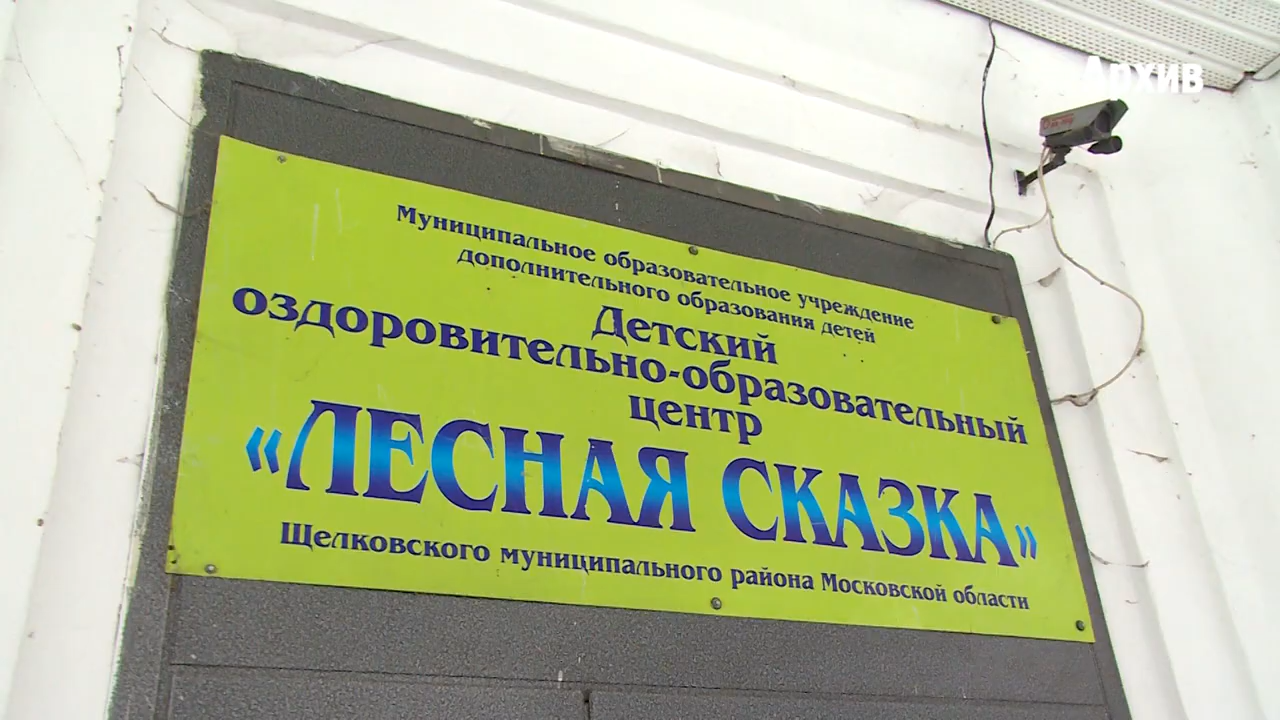 Архив
Муниципальное образовательное учреждение
дополнительного образования детей
Детский
оздоровительно-образовательный
центр
«ЛЕСНАЯ СКАЗКА»
Щелковского муниципального района Московской области